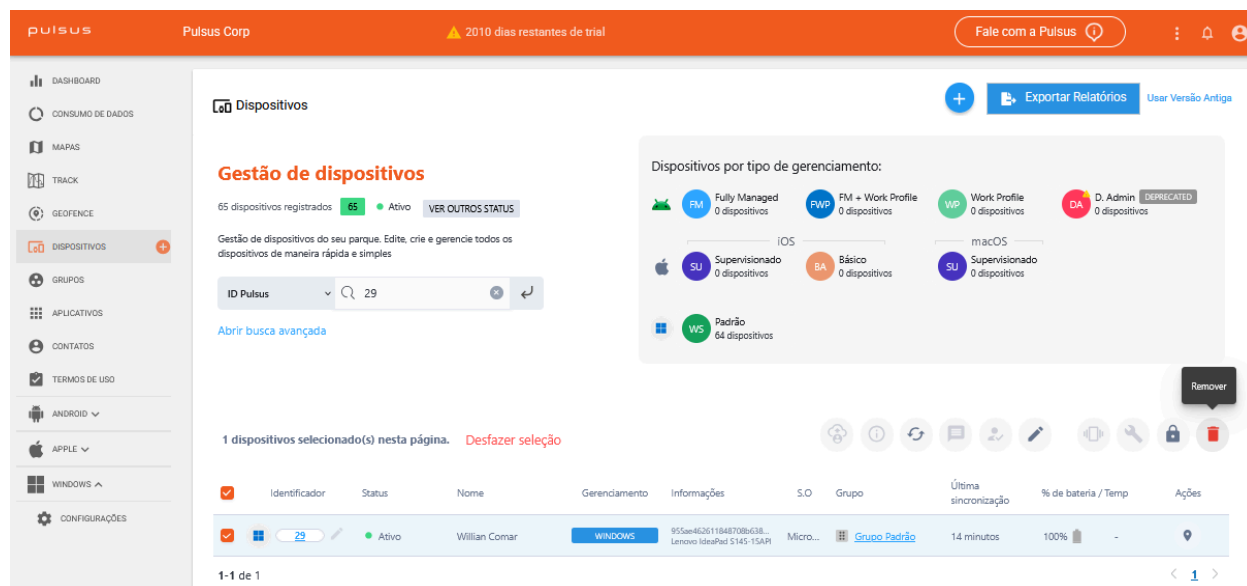 pulsus
Pulsus Corp
2010 dias restantes de trial
Fale com a Pulsus
DASHBOARD
CONSUMO DE DADOS
MAPAS
TRACK
GEOFENCE
DISPOSITIVOS
GRUPOS
APLICATIVOS
CONTATOS
TERMOS DE USO
ANDROID
APPLE
WINDOWS
CONFIGURAÇÕES
Dispositivos
Exportar Relatórios
Usar Versão Antiga
Gestão de dispositivos
65 dispositivos registrados 65 Ativo VER OUTROS STATUS
Gestão de dispositivos do seu parque. Edite, crie e gerencie todos os
dispositivos de maneira rápida e simples
ID Pulsus 29
Abrir busca avançada
Dispositivos por tipo de gerenciamento:
FM Fully Managed
0 dispositivos
FWP FM + Work Profile
0 dispositivos
WP Work Profile
0 dispositivos
DA D. Admin DEPRECATED
0 dispositivos
iOS
macOS
SU Supervisionado
0 dispositivos
BA Básico
0 dispositivos
SU Supervisionado
0 dispositivos
WS Padrão
64 dispositivos
Remover
1 dispositivos selecionado(s) nesta página. Desfazer seleção
Identificador Status Nome Gerenciamento Informações S.O Grupo Última sincronização % de bateria / Temp Ações
29 Ativo Willian Comar WINDOWS 955ae462611848708b638... Micro... Grupo Padrão 14 minutos 100% -
Lenovo IdeaPad S145-15API
1-1 de 1
1